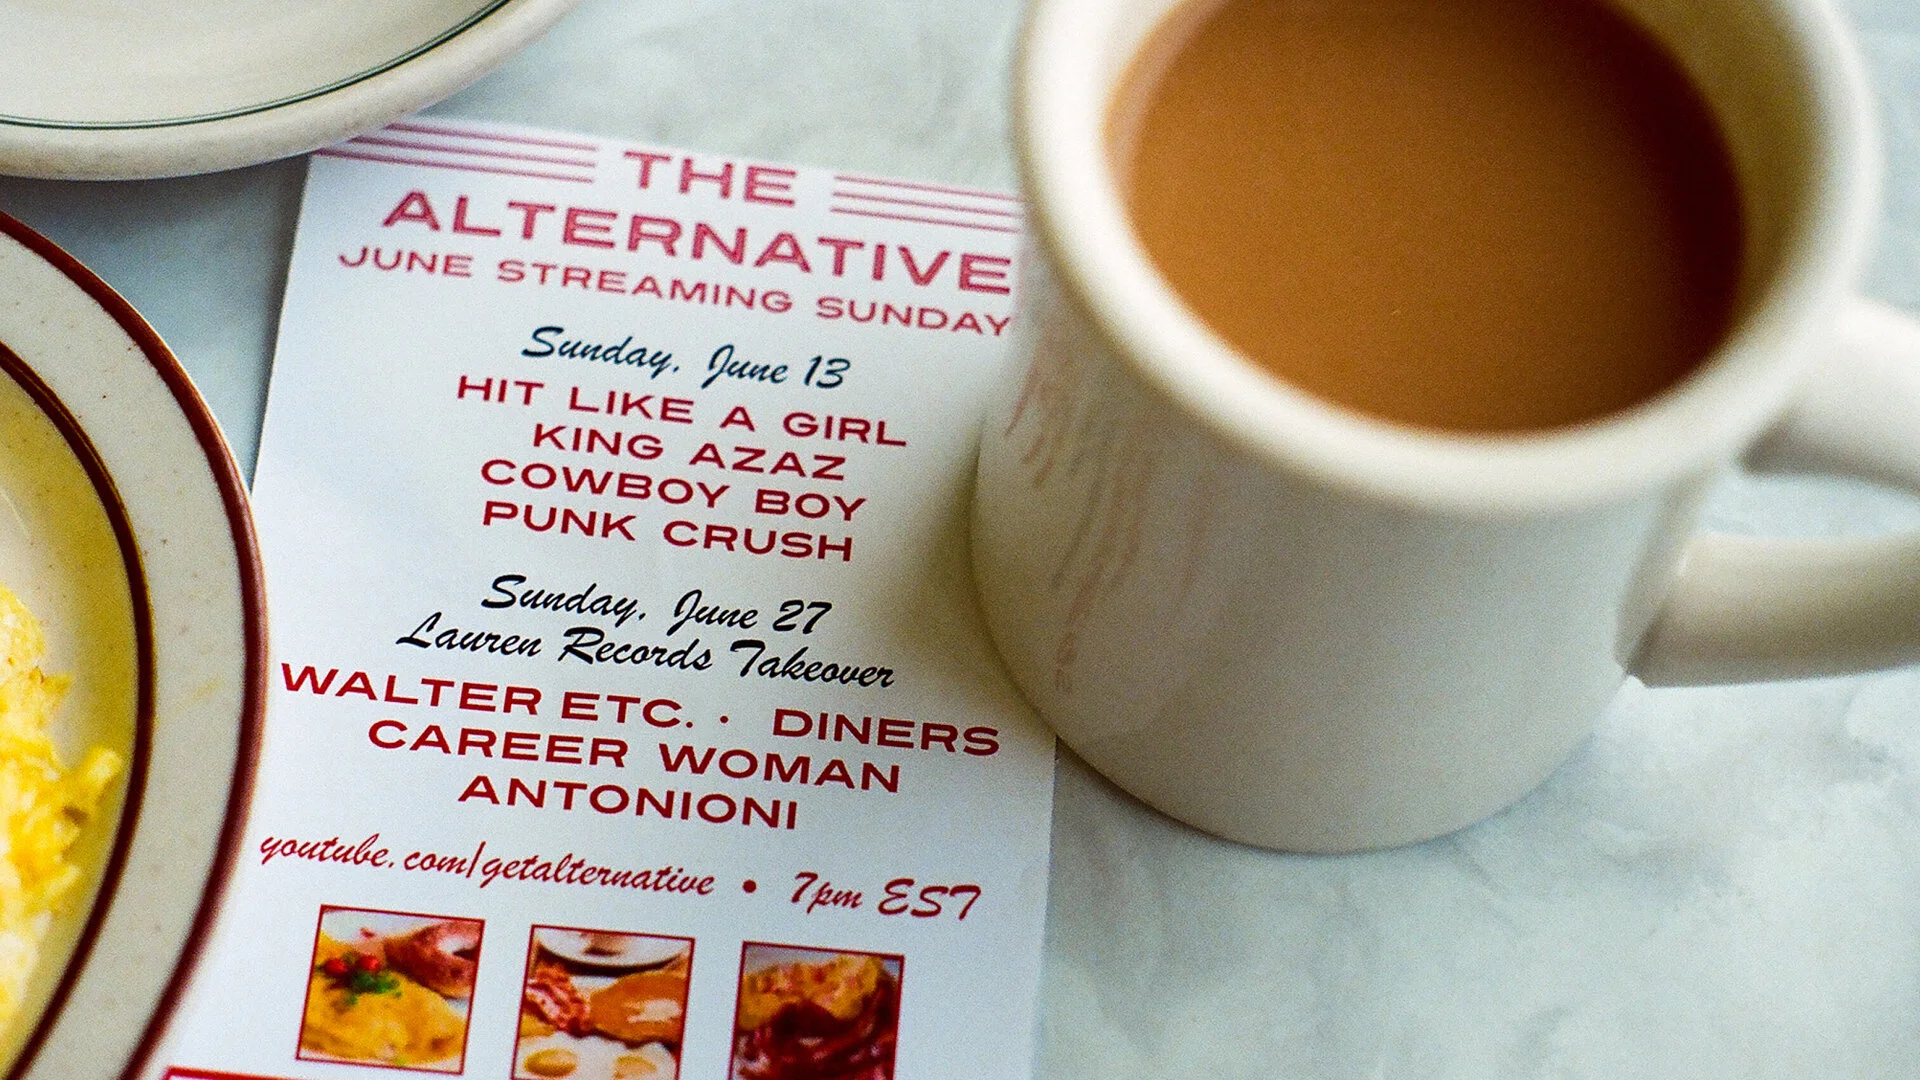 THE
ALTERNATIVE
JUNE STREAMING SUNDAY
Sunday, June 13
HIT LIKE A GIRL
KING AZAZ
COWBOY BOY
PUNK CRUSH
Sunday, June 27
Lauren Records Takeover
WALTER ETC. · DINERS
CAREER WOMAN
ANTONIONI
youtube.com/getalternative • 7pm EST